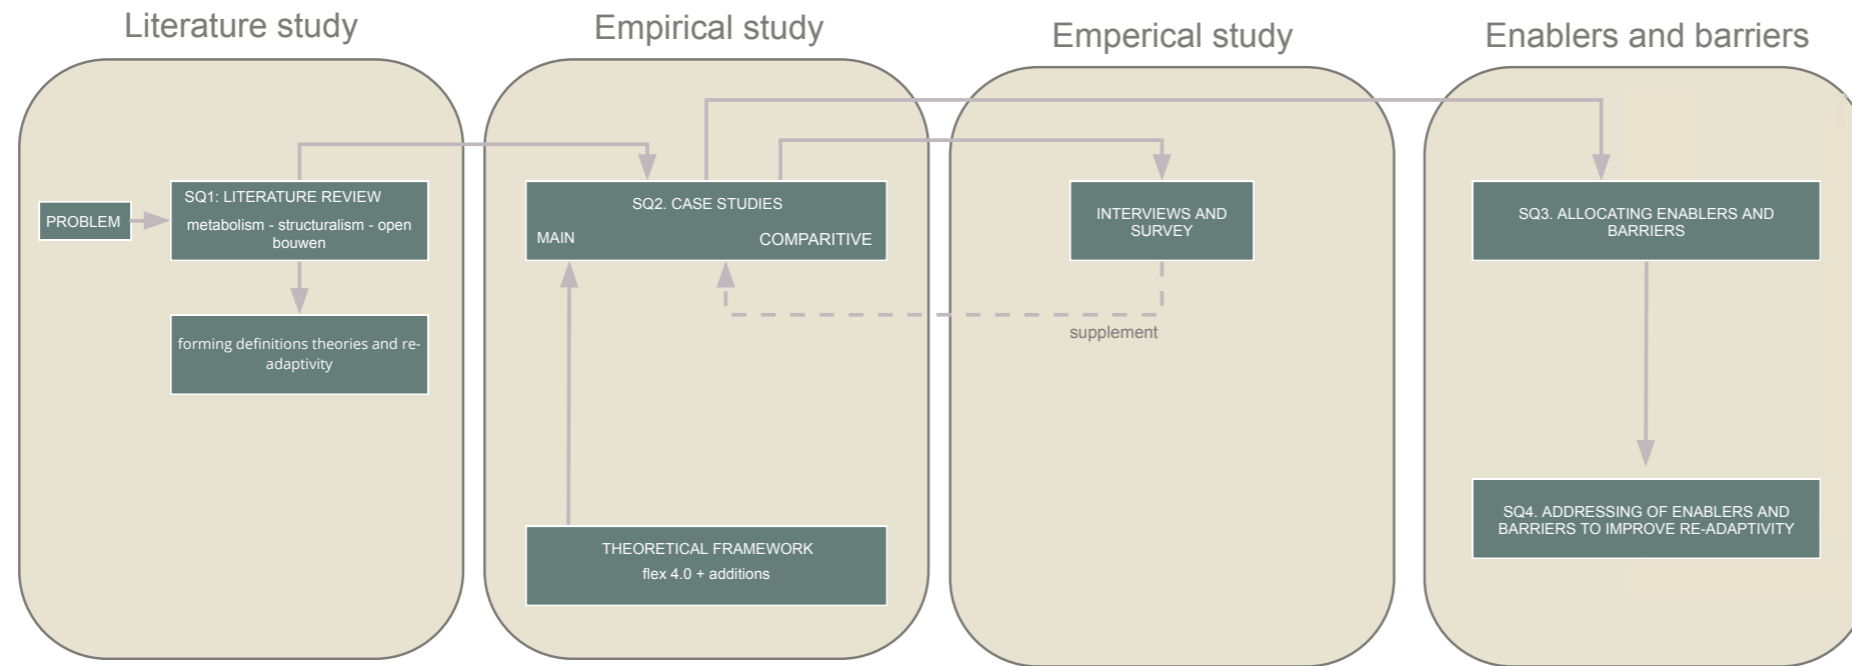 Literature study
Empirical study
Emperical study
Enablers and barriers
PROBLEM
SQ1: LITERATURE REVIEW
metabolism - structuralism - open
bouwen
forming definitions theories and re-
adaptivity
SQ2. CASE STUDIES
MAIN
COMPARITIVE
THEORETICAL FRAMEWORK
flex 4.0 + additions
INTERVIEWS AND
SURVEY
supplement
SQ3. ALLOCATING ENABLERS AND
BARRIERS
SQ4. ADDRESSING OF ENABLERS AND
BARRIERS TO IMPROVE RE-ADAPTIVITY